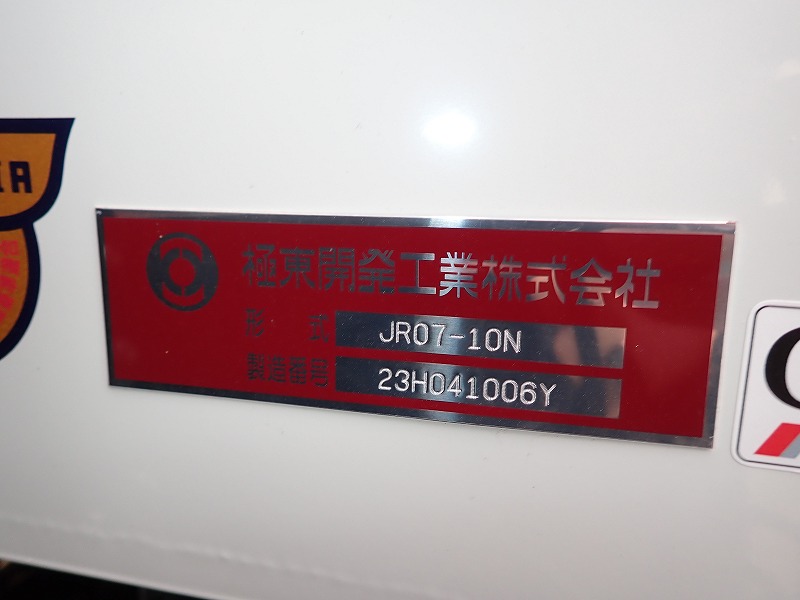 極東開発工業株式会社
形式
JR07-10N
製造番号
23H041006Y